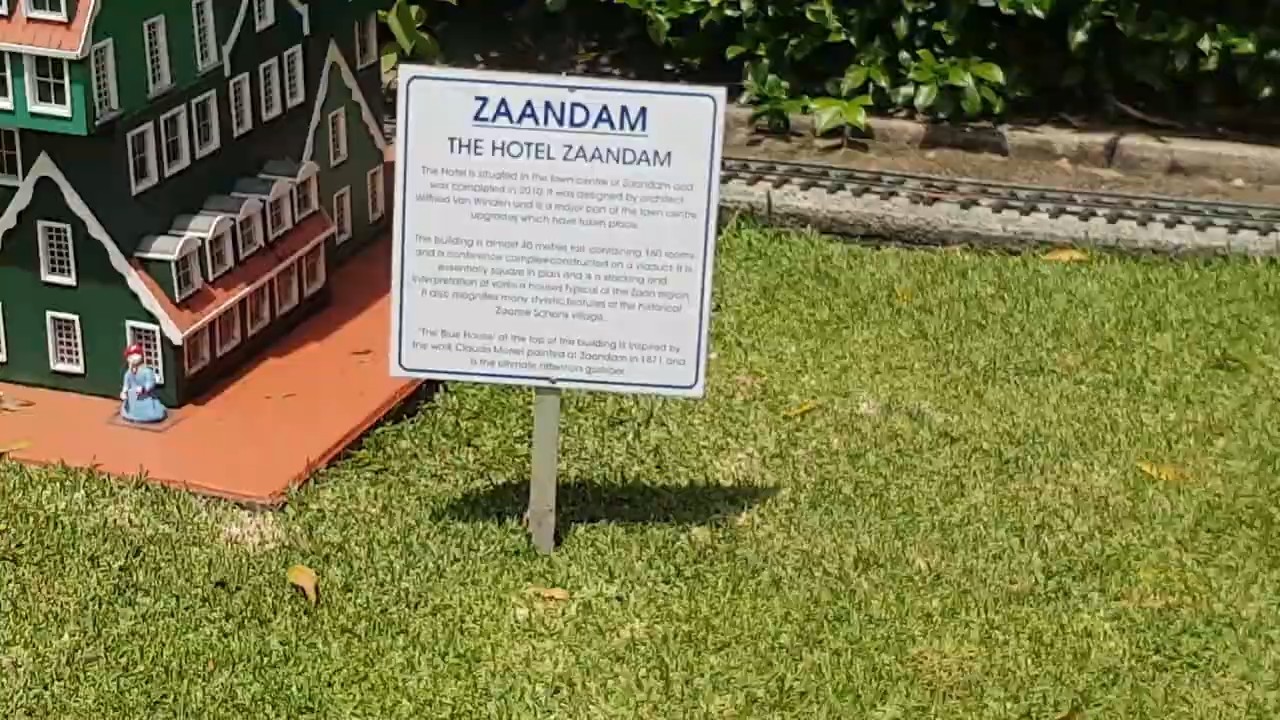 ZAANDAM
THE HOTEL ZAANDAM
The Hotel is situated in the town centre of Zaandam and
was completed in 2010. It was designed by architect
Wilfried Van Winden and is a major part of the town centre
upgrades which have taken place.
The building is almost 40 metres tall, containing 160 rooms
and a conference complex constructed on a viaduct. It is
essentially square in plan and is a stacking and
interpretation of various houses typical of the Zaan region.
It also magnifies many stylistic features of the historical
Zaanse Schans village.
'The Blue House' at the top of the building is inspired by
the work Claude Monet painted at Zaandam in 1871 and
is the ultimate attention grabber.